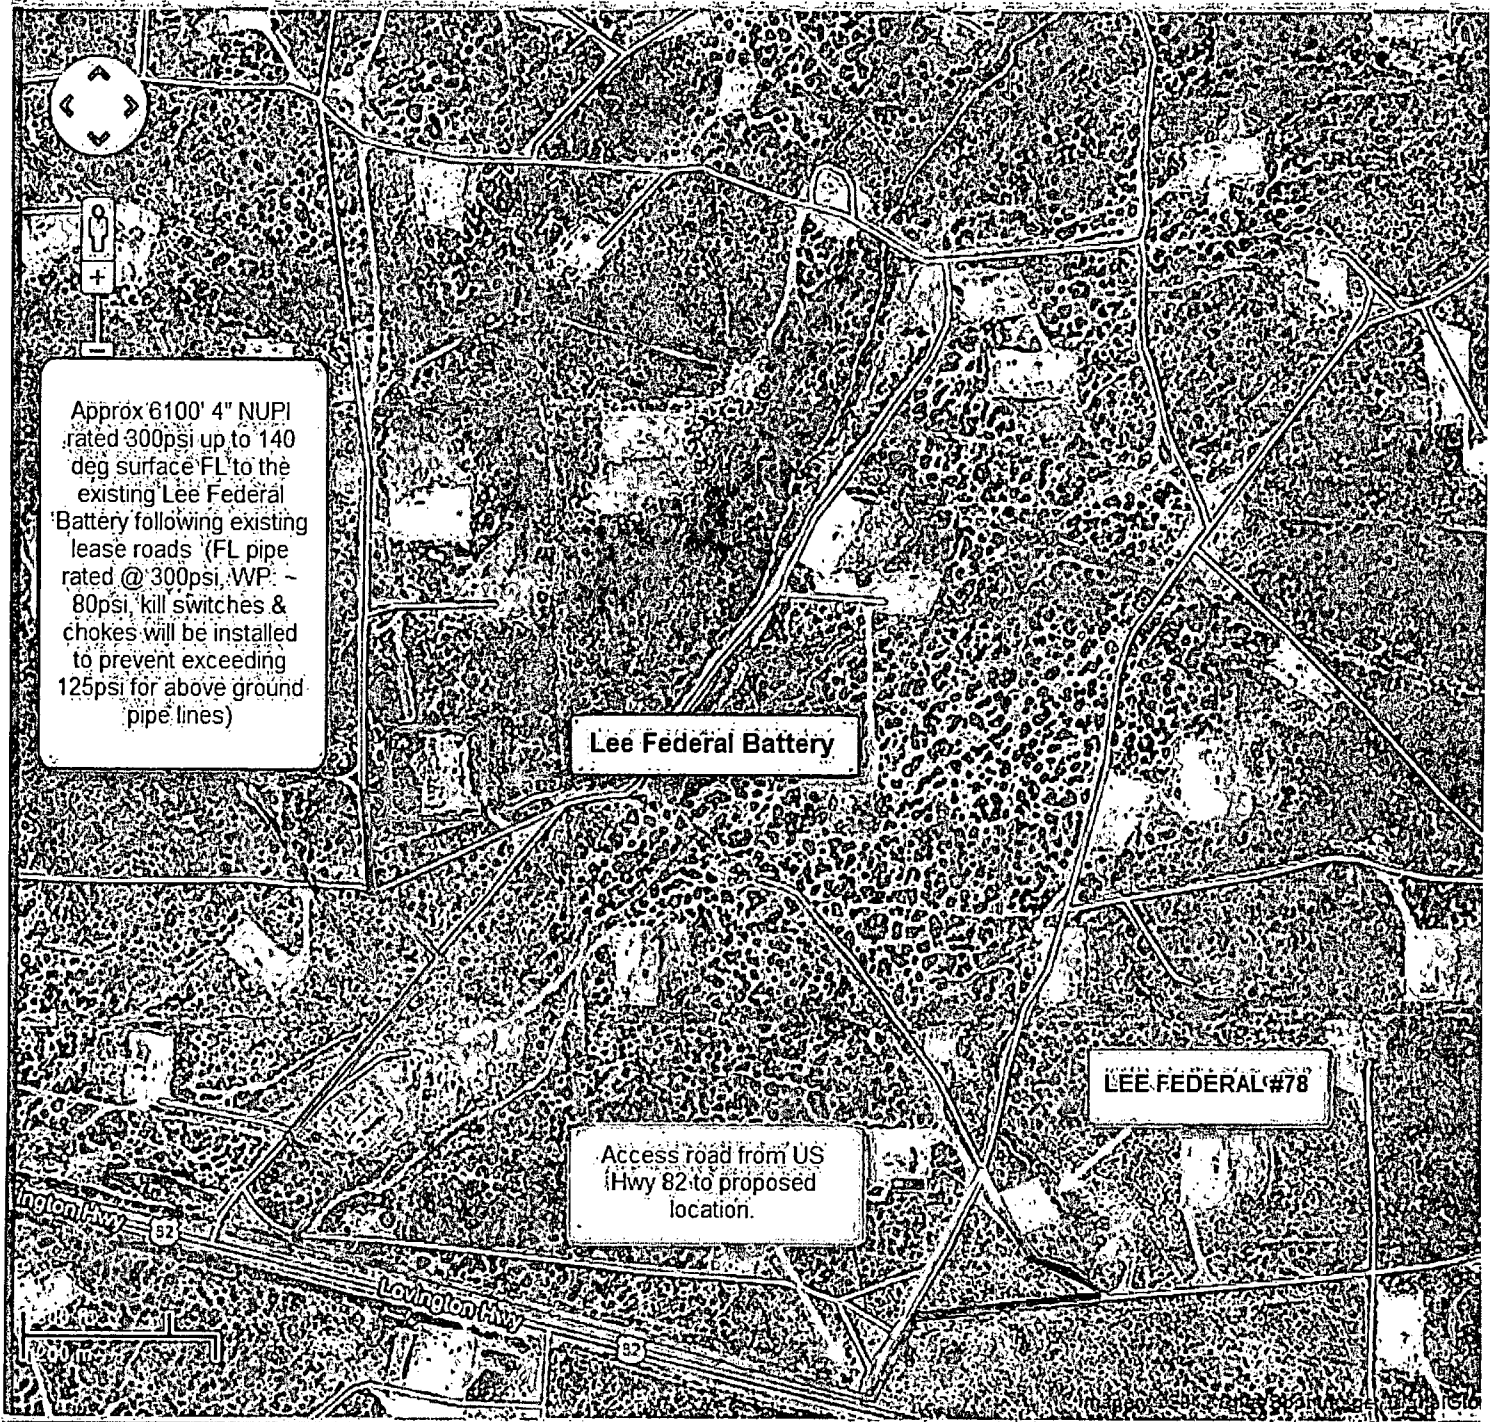 Approx 6100' 4" NUPI
rated 300psi up to 140
deg surface FL to the
existing Lee Federal
Battery following existing
lease roads (FL pipe
rated @ 300psi, WP: ~
80psi, kill switches &
chokes will be installed
to prevent exceeding
125psi for above ground
pipe lines)
Lee Federal Battery
LEE FEDERAL #78
Access road from US
Hwy 82 to proposed
location.
ington Hwy
82
Lovington Hwy
82